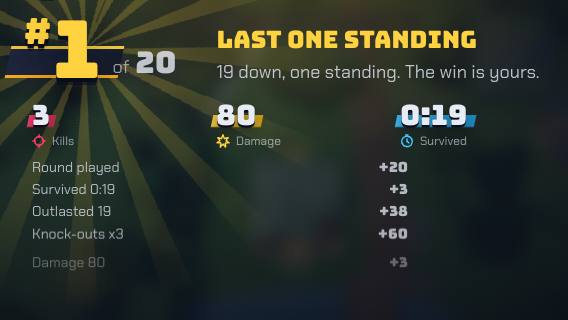 #1 of 20
LAST ONE STANDING
19 down, one standing. The win is yours.
3 80 0:19
Kills Damage Survived
Round played +20
Survived 0:19 +3
Outlasted 19 +38
Knock-outs x3 +60
Damage 80 +3